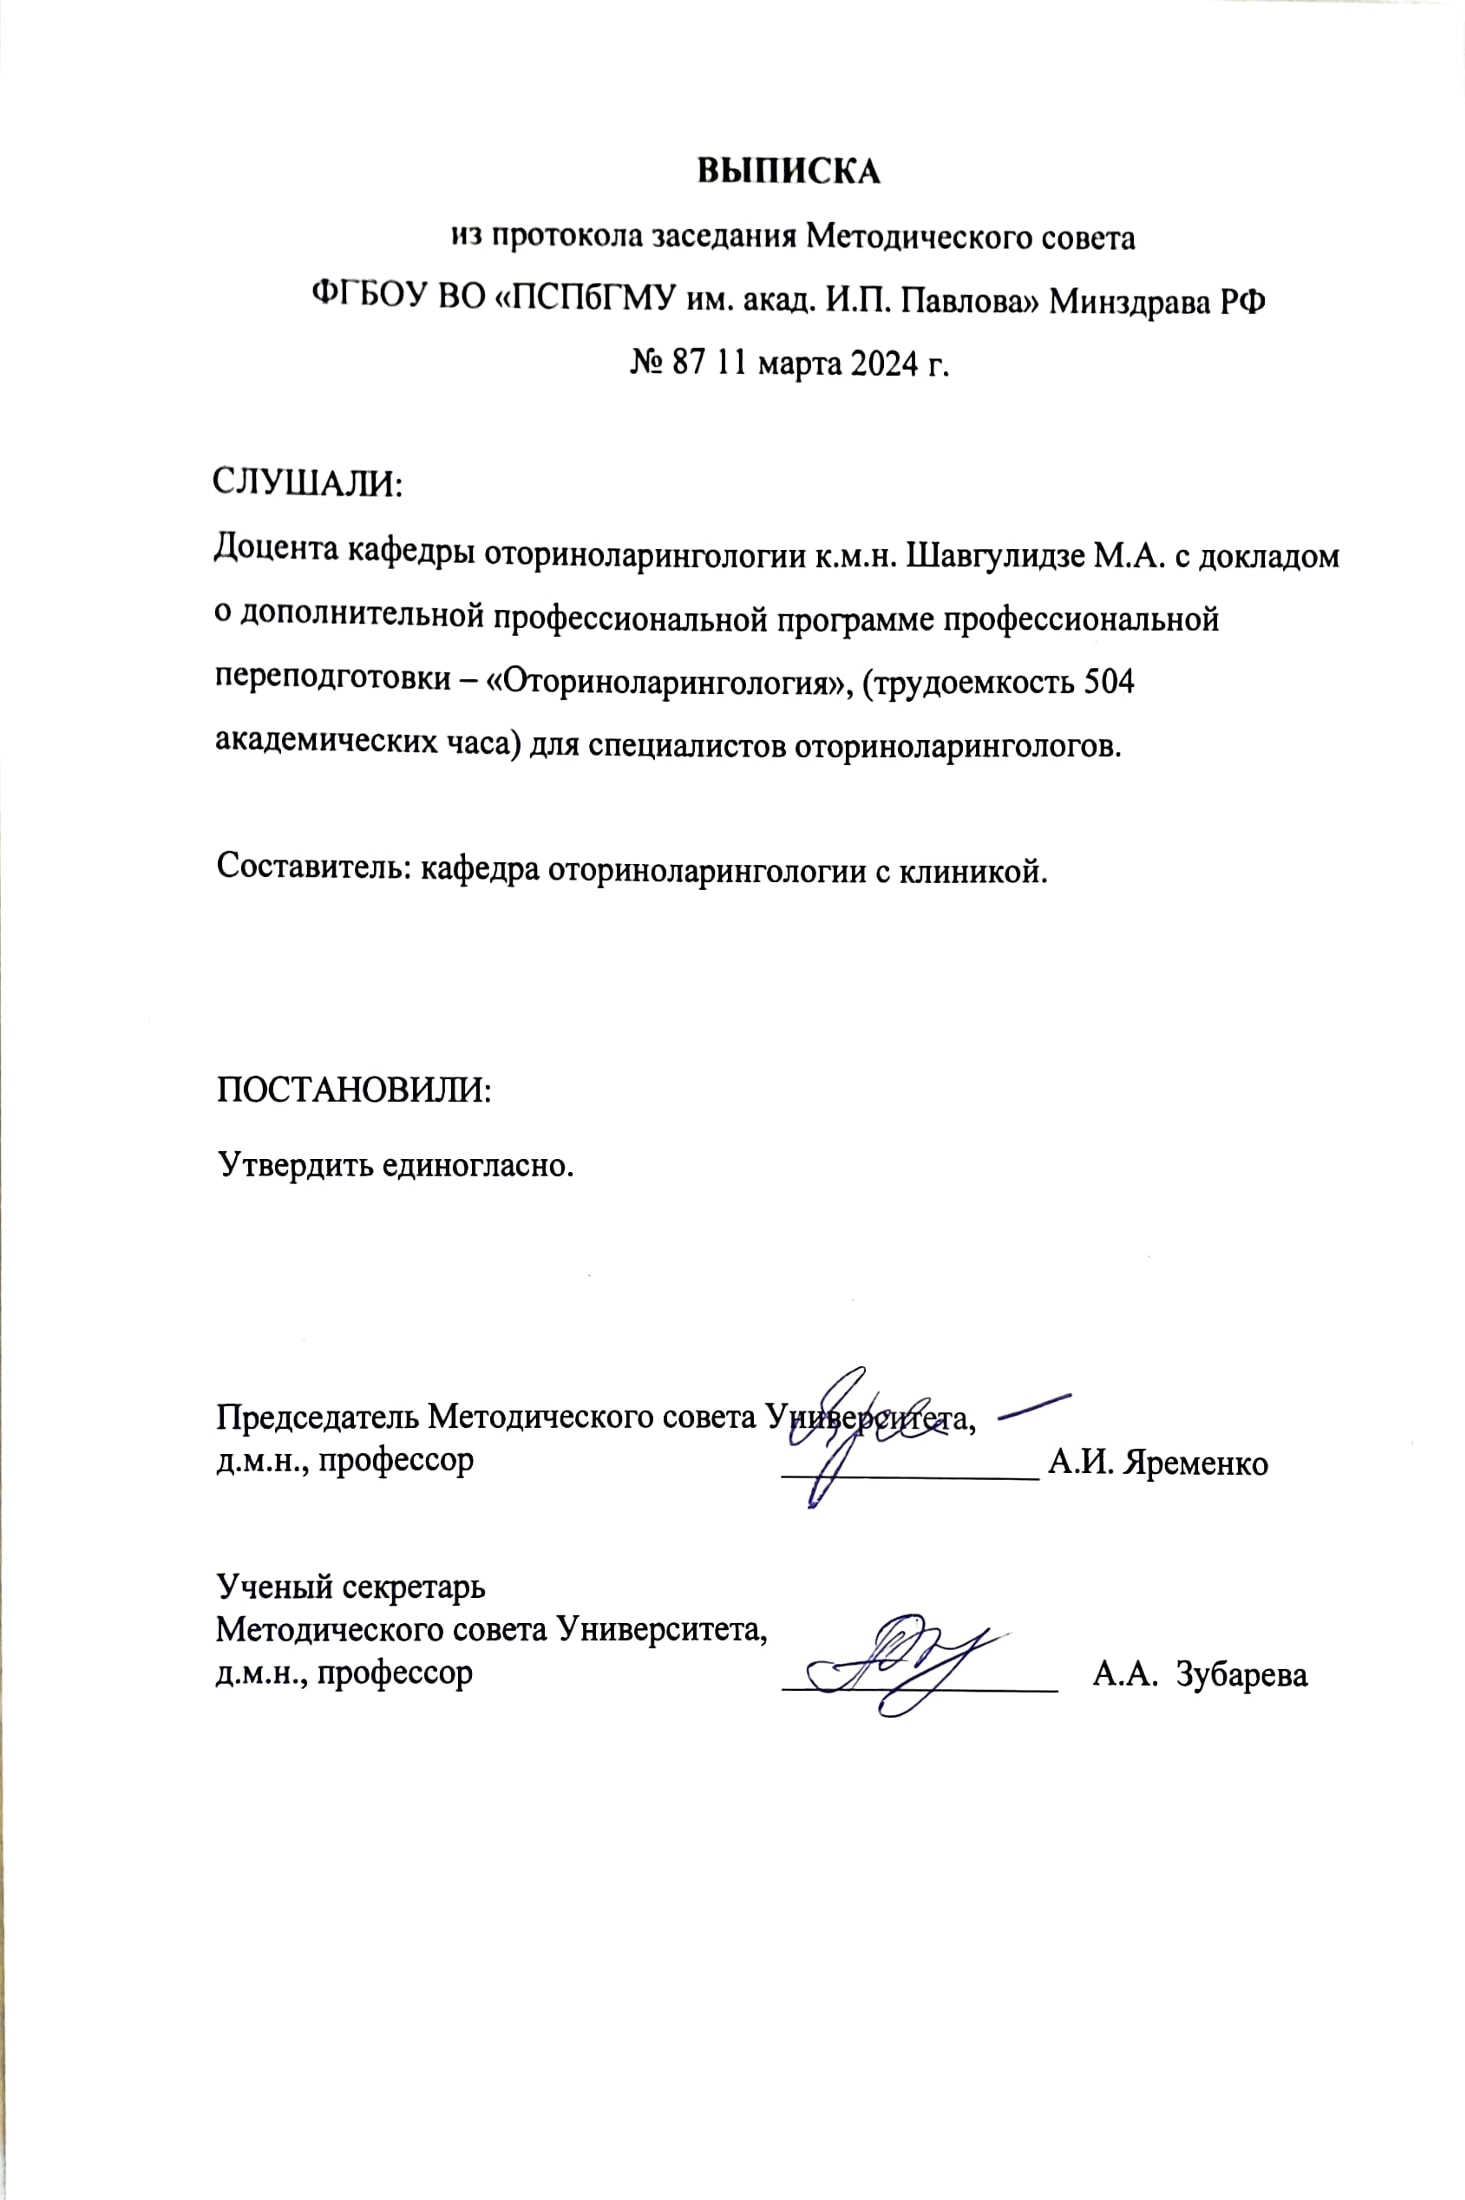 ВЫПИСКА
из протокола заседания Методического совета
ФГБОУ ВО «ПСПбГМУ им. акад. И.П. Павлова» Минздрава РФ
№ 87 11 марта 2024 г.
СЛУШАЛИ:
Доцента кафедры оториноларингологии к.м.н. Шавгулидзе М.А. с докладом
о дополнительной профессиональной программе профессиональной
переподготовки – «Оториноларингология», (трудоемкость 504
академических часа) для специалистов оториноларингологов.
Составитель: кафедра оториноларингологии с клиникой.
ПОСТАНОВИЛИ:
Утвердить единогласно.
Председатель Методического совета Университета,
д.м.н., профессор ______________ А.И. Яременко
Ученый секретарь
Методического совета Университета,
д.м.н., профессор _______________ А.А. Зубарева